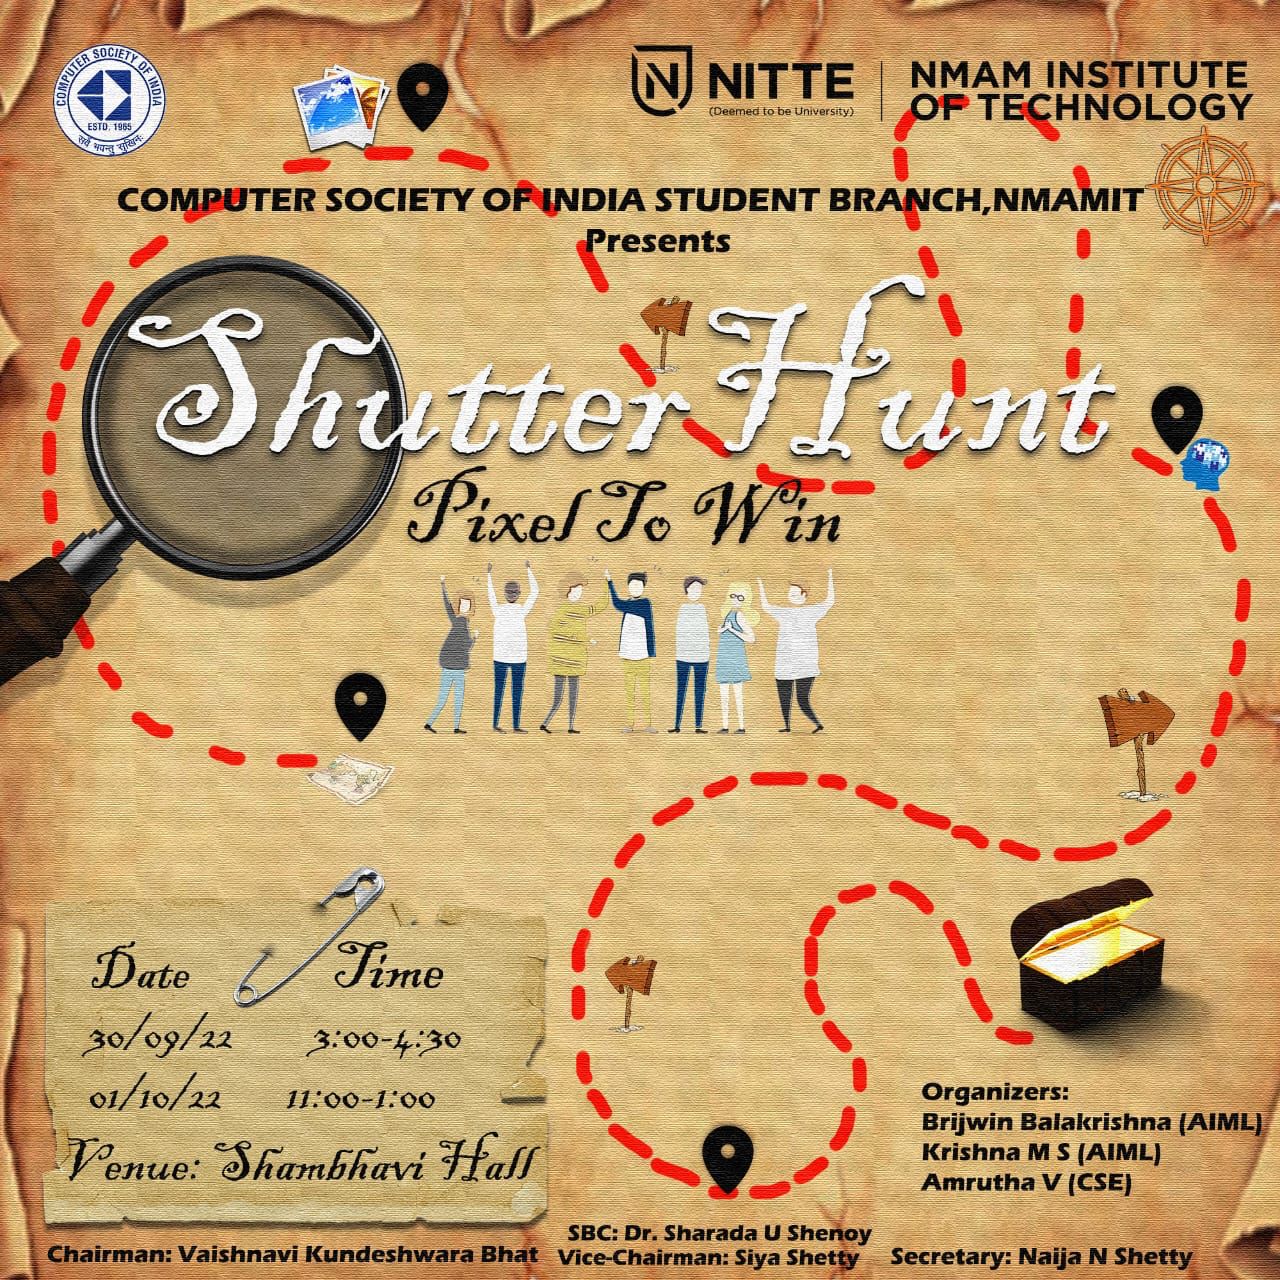 COMPUTER SOCIETY OF INDIA
ESTD. 1965
सर्वे भवन्तु सुखिनः
NITTE
(Deemed to be University)
NMAM INSTITUTE
OF TECHNOLOGY
COMPUTER SOCIETY OF INDIA STUDENT BRANCH,NMAMIT
Presents
Shutter Hunt
Pixel To Win
Date Time
30/09/22 3:00-4:30
01/10/22 11:00-1:00
Venue: Shambhavi Hall
Organizers:
Brijwin Balakrishna (AIML)
Krishna M S (AIML)
Amrutha V (CSE)
SBC: Dr. Sharada U Shenoy
Chairman: Vaishnavi Kundeshwara Bhat Vice-Chairman: Siya Shetty Secretary: Naija N Shetty